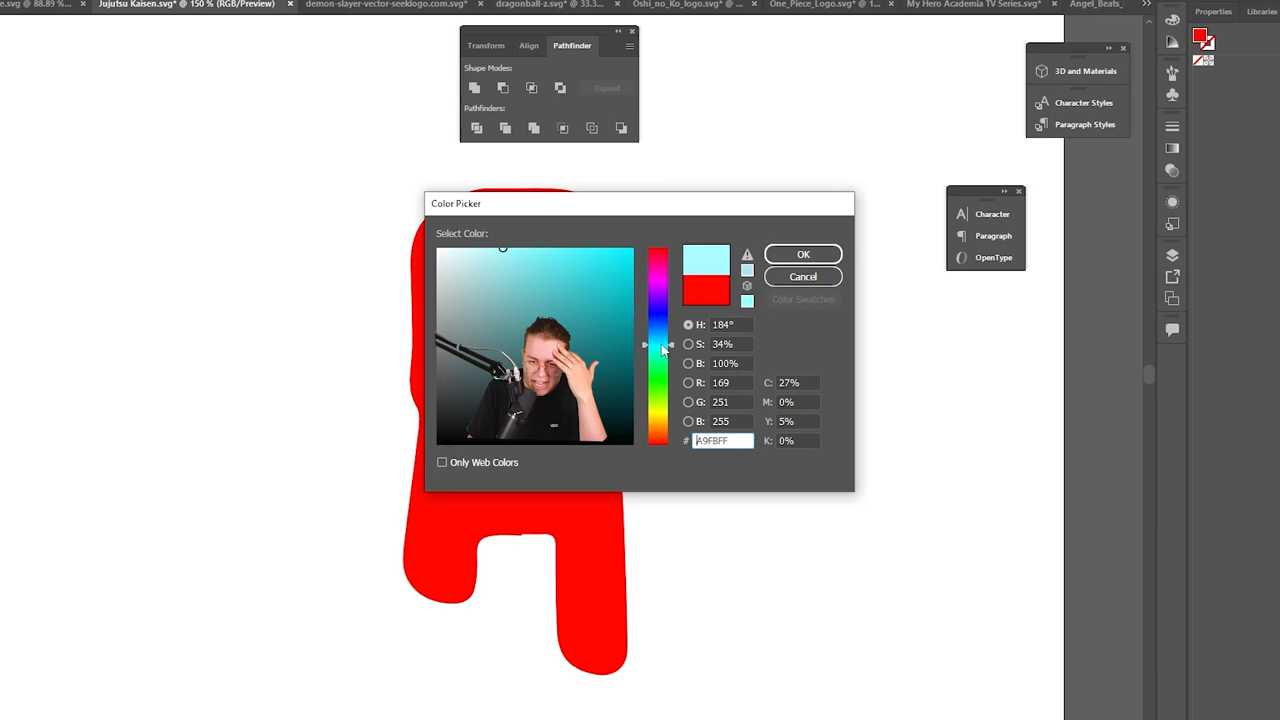 e.svg @ 88.89 %...
Jujutsu Kaisen.svg* @ 150 % (RGB/Preview)
demon-slayer-vector-seeklogo.com.svg*
dragonball-z.svg* @ 33.3...
Oshi_no_Ko_logo.svg* @ ...
One_Piece_Logo.svg* @ 1...
My Hero Academia TV Series.svg*
Angel_Beats_
Properties
Libraries
Transform
Align
Pathfinder
Shape Modes:
Expand
Pathfinders:
3D and Materials
Character Styles
Paragraph Styles
Character
Paragraph
OpenType
Color Picker
Select Color:
OK
Cancel
Color Swatches
H: 184°
S: 34%
B: 100%
R: 169
C: 27%
G: 251
M: 0%
B: 255
Y: 5%
# A9FBFF
K: 0%
Only Web Colors